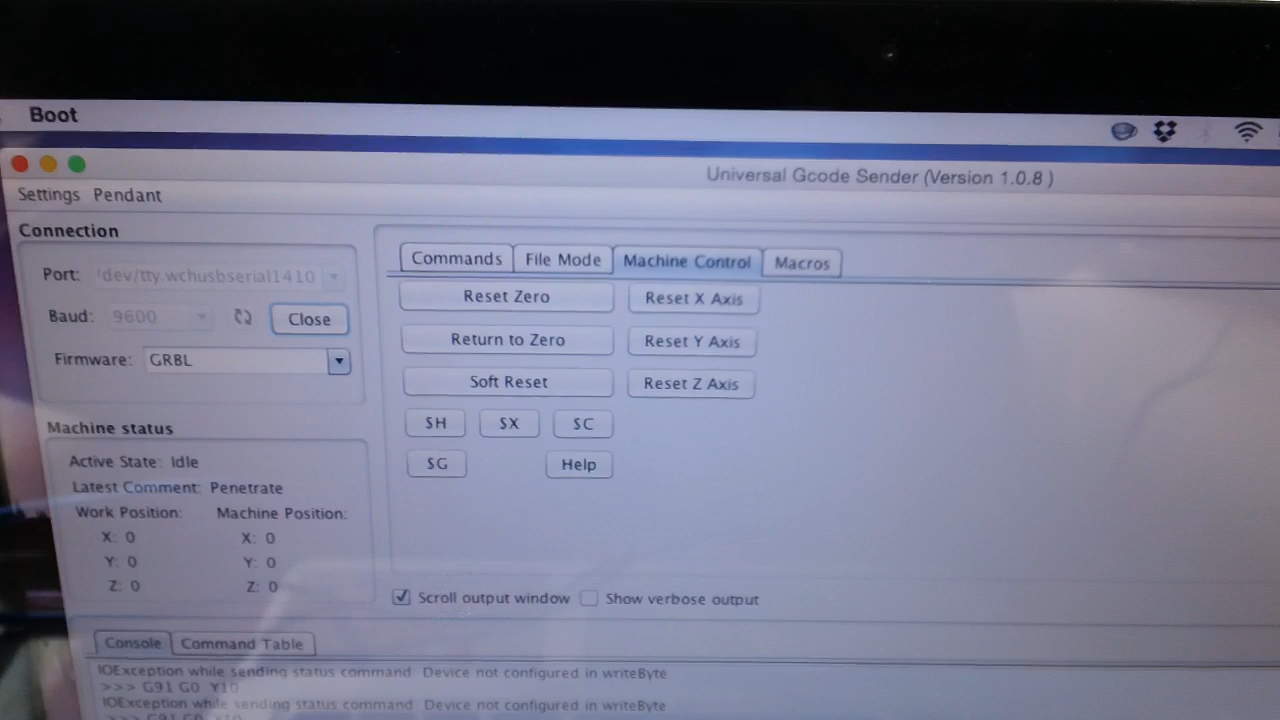 Boot
Universal Gcode Sender (Version 1.0.8 )
Settings Pendant
Connection
Port: /dev/tty.wchusbserial1410
Baud: 9600 Close
Firmware: GRBL
Commands File Mode Machine Control Macros
Reset Zero Reset X Axis
Return to Zero Reset Y Axis
Soft Reset Reset Z Axis
$H $X $C
$G Help
Machine status
Active State: Idle
Latest Comment: Penetrate
Work Position: Machine Position:
X: 0 X: 0
Y: 0 Y: 0
Z: 0 Z: 0
Scroll output window Show verbose output
Console Command Table
IOException while sending status command Device not configured in writeByte
>>> G91 G0 Y10
IOException while sending status command Device not configured in writeByte
>>> G91 G0